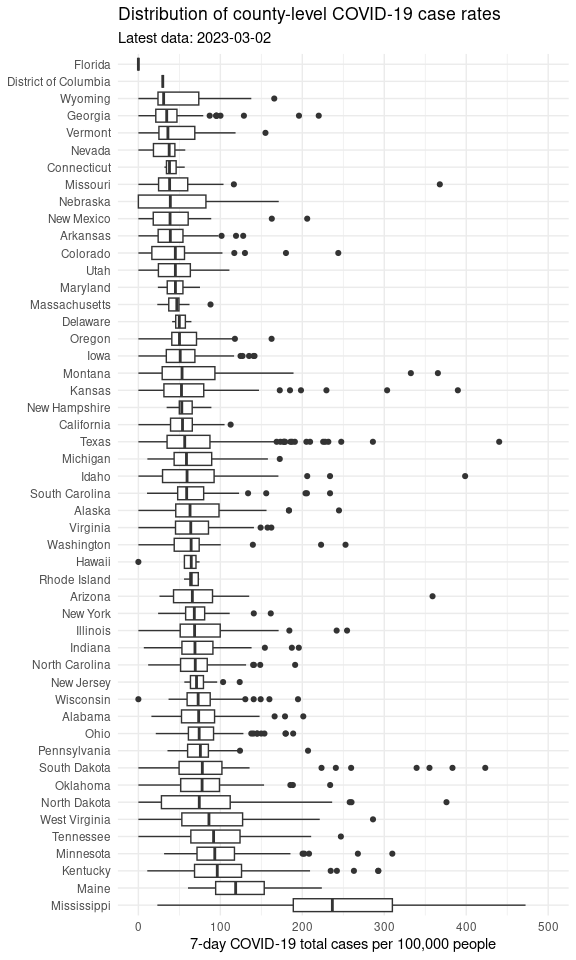 Distribution of county-level COVID-19 case rates
Latest data: 2023-03-02
Florida
District of Columbia
Wyoming
Georgia
Vermont
Nevada
Connecticut
Missouri
Nebraska
New Mexico
Arkansas
Colorado
Utah
Maryland
Massachusetts
Delaware
Oregon
Iowa
Montana
Kansas
New Hampshire
California
Texas
Michigan
Idaho
South Carolina
Alaska
Virginia
Washington
Hawaii
Rhode Island
Arizona
New York
Illinois
Indiana
North Carolina
New Jersey
Wisconsin
Alabama
Ohio
Pennsylvania
South Dakota
Oklahoma
North Dakota
West Virginia
Tennessee
Minnesota
Kentucky
Maine
Mississippi
0 100 200 300 400 500
7-day COVID-19 total cases per 100,000 people